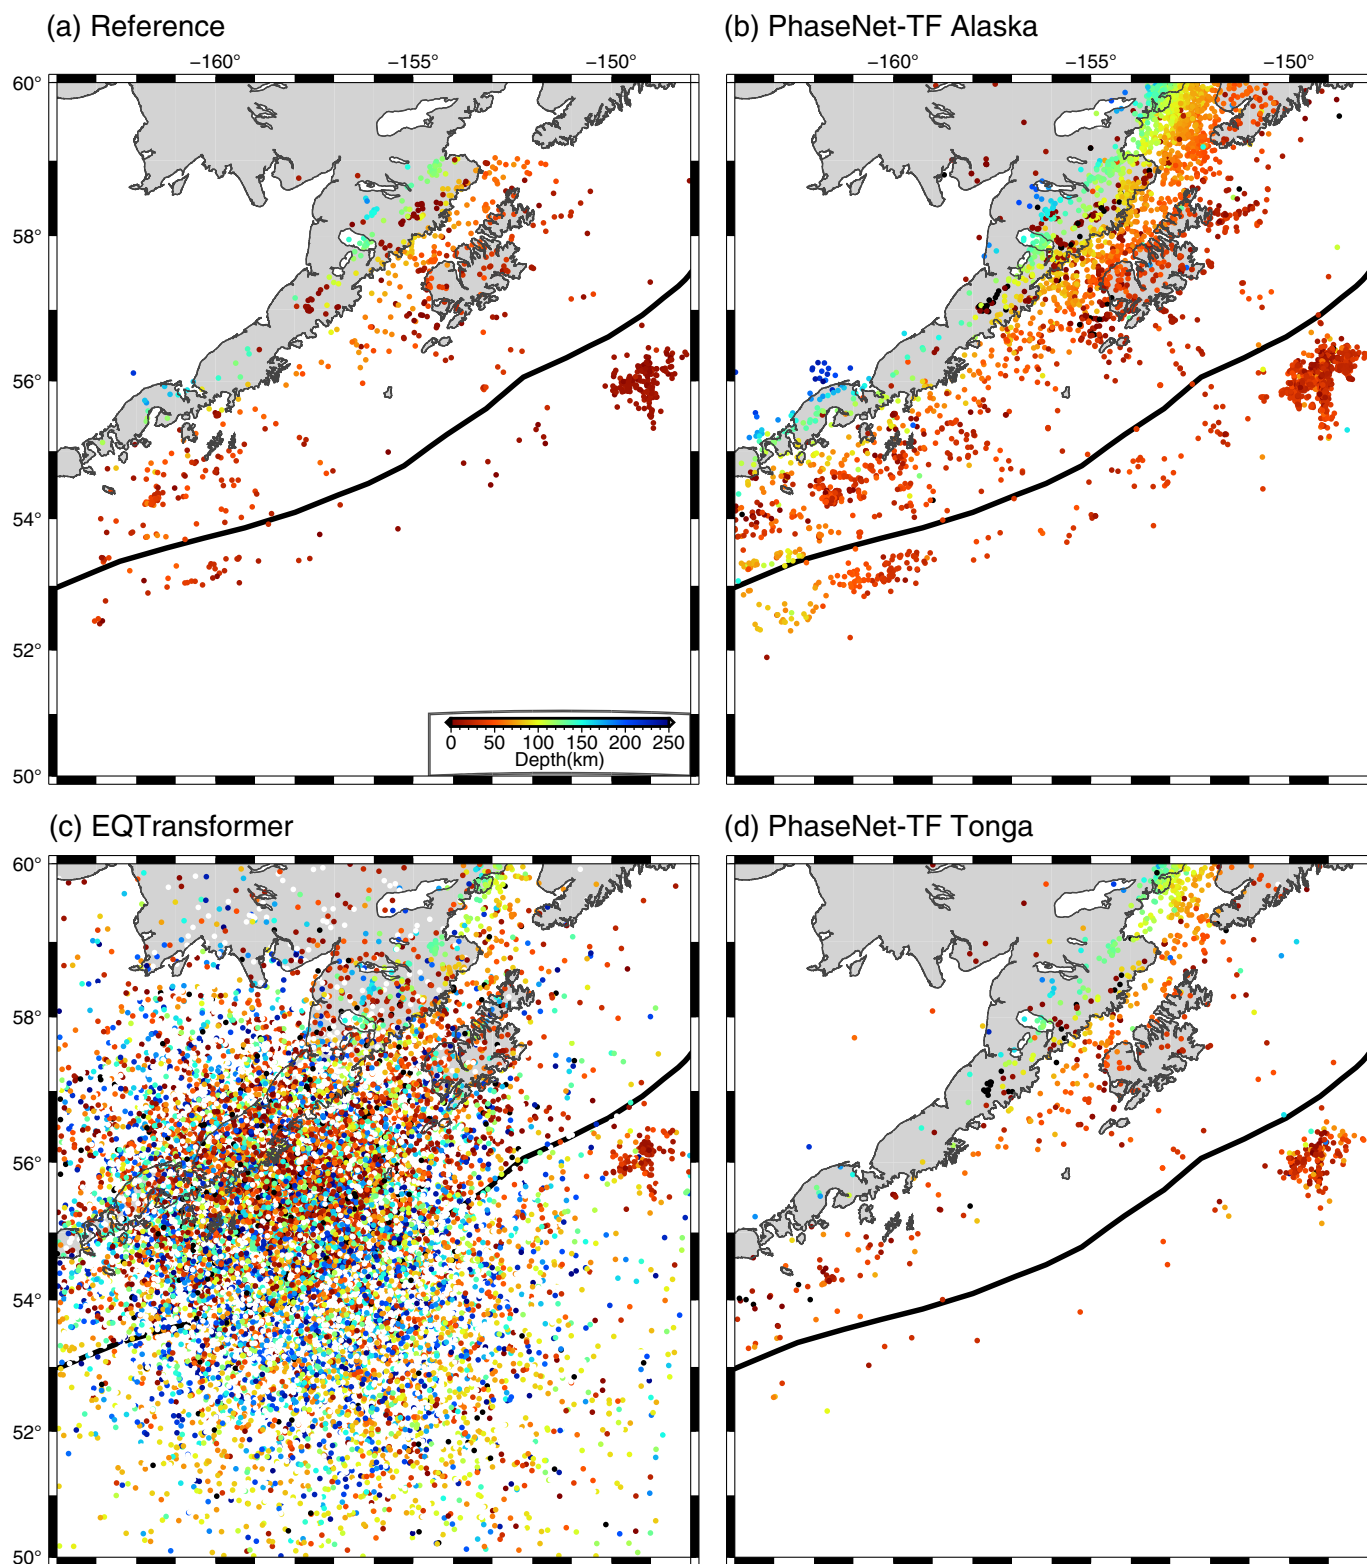 (a) Reference
(b) PhaseNet-TF Alaska
−160° −155° −150°
−160° −155° −150°
60°
58°
56°
54°
52°
50°
0 50 100 150 200 250
Depth(km)
(c) EQTransformer
(d) PhaseNet-TF Tonga
60°
58°
56°
54°
52°
50°